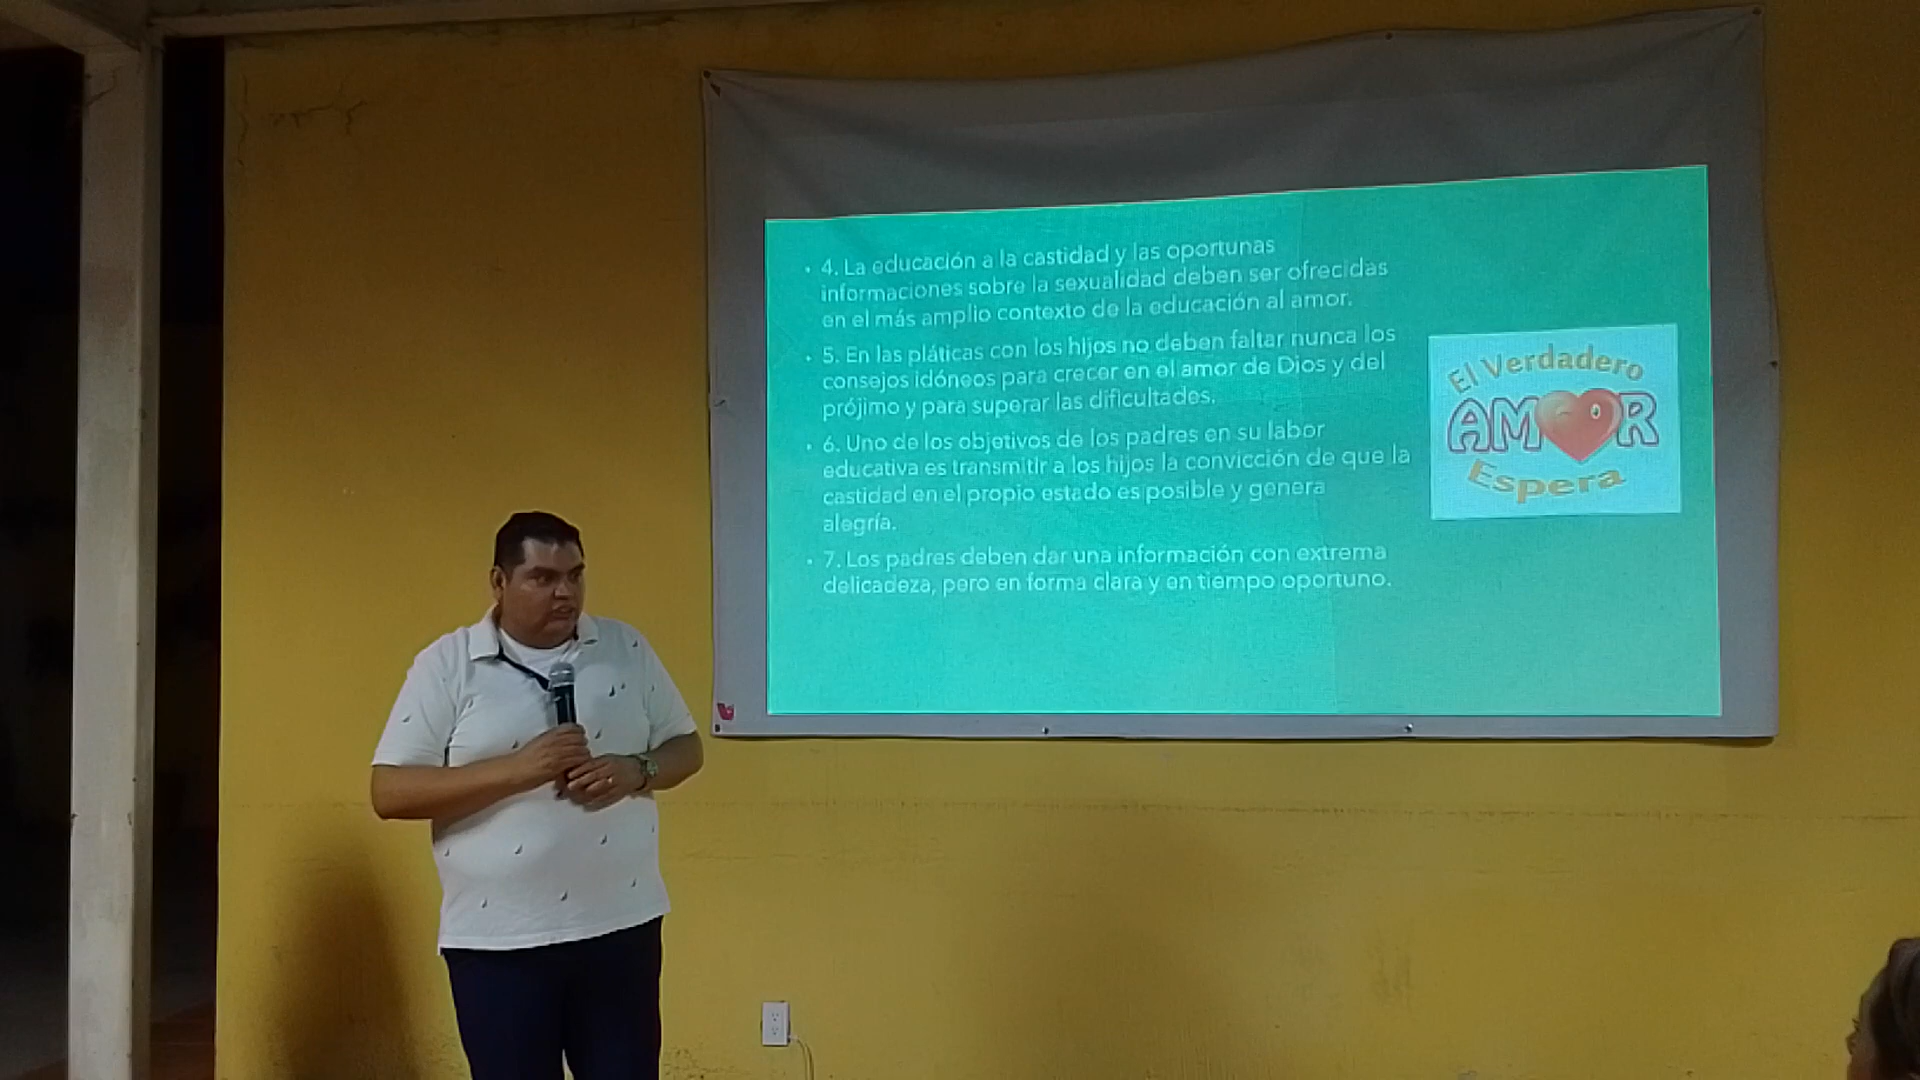 • 4. La educación a la castidad y las oportunas
informaciones sobre la sexualidad deben ser ofrecidas
en el más amplio contexto de la educación al amor.
• 5. En las pláticas con los hijos no deben faltar nunca los
consejos idóneos para crecer en el amor de Dios y del
prójimo y para superar las dificultades.
• 6. Uno de los objetivos de los padres en su labor
educativa es transmitir a los hijos la convicción de que la
castidad en el propio estado es posible y genera
alegría.
• 7. Los padres deben dar una información con extrema
delicadeza, pero en forma clara y en tiempo oportuno.
El Verdadero
AMOR
Espera